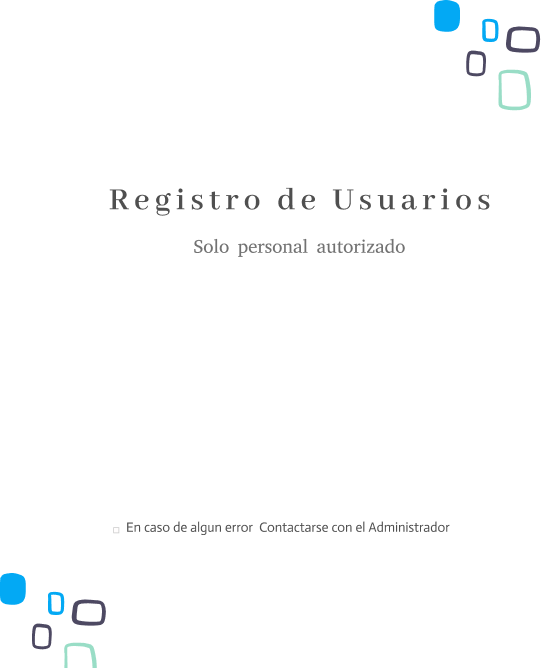 Registro de Usuarios
Solo personal autorizado
En caso de algun error Contactarse con el Administrador